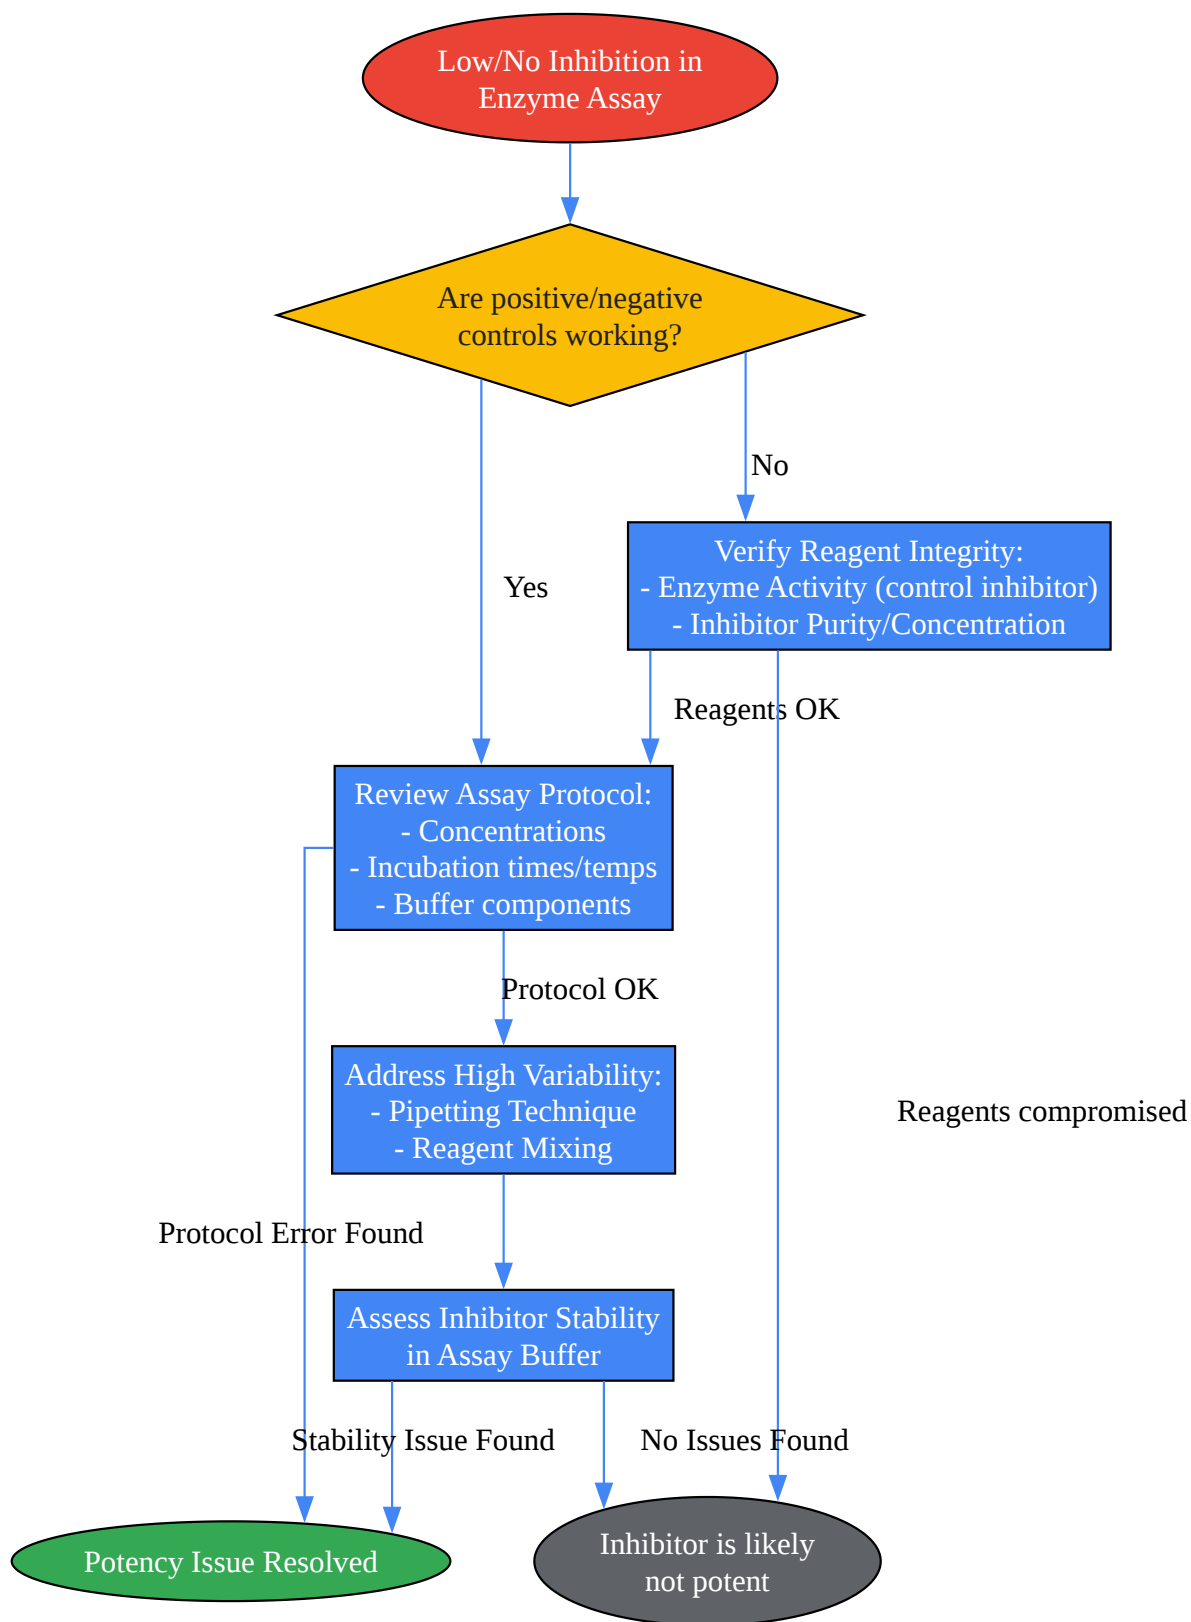 Low/No Inhibition in
Enzyme Assay
Are positive/negative
controls working?
No
Yes
Verify Reagent Integrity:
- Enzyme Activity (control inhibitor)
- Inhibitor Purity/Concentration
Reagents OK
Review Assay Protocol:
- Concentrations
- Incubation times/temps
- Buffer components
Protocol OK
Address High Variability:
- Pipetting Technique
- Reagent Mixing
Reagents compromised
Protocol Error Found
Assess Inhibitor Stability
in Assay Buffer
Stability Issue Found
No Issues Found
Potency Issue Resolved
Inhibitor is likely
not potent